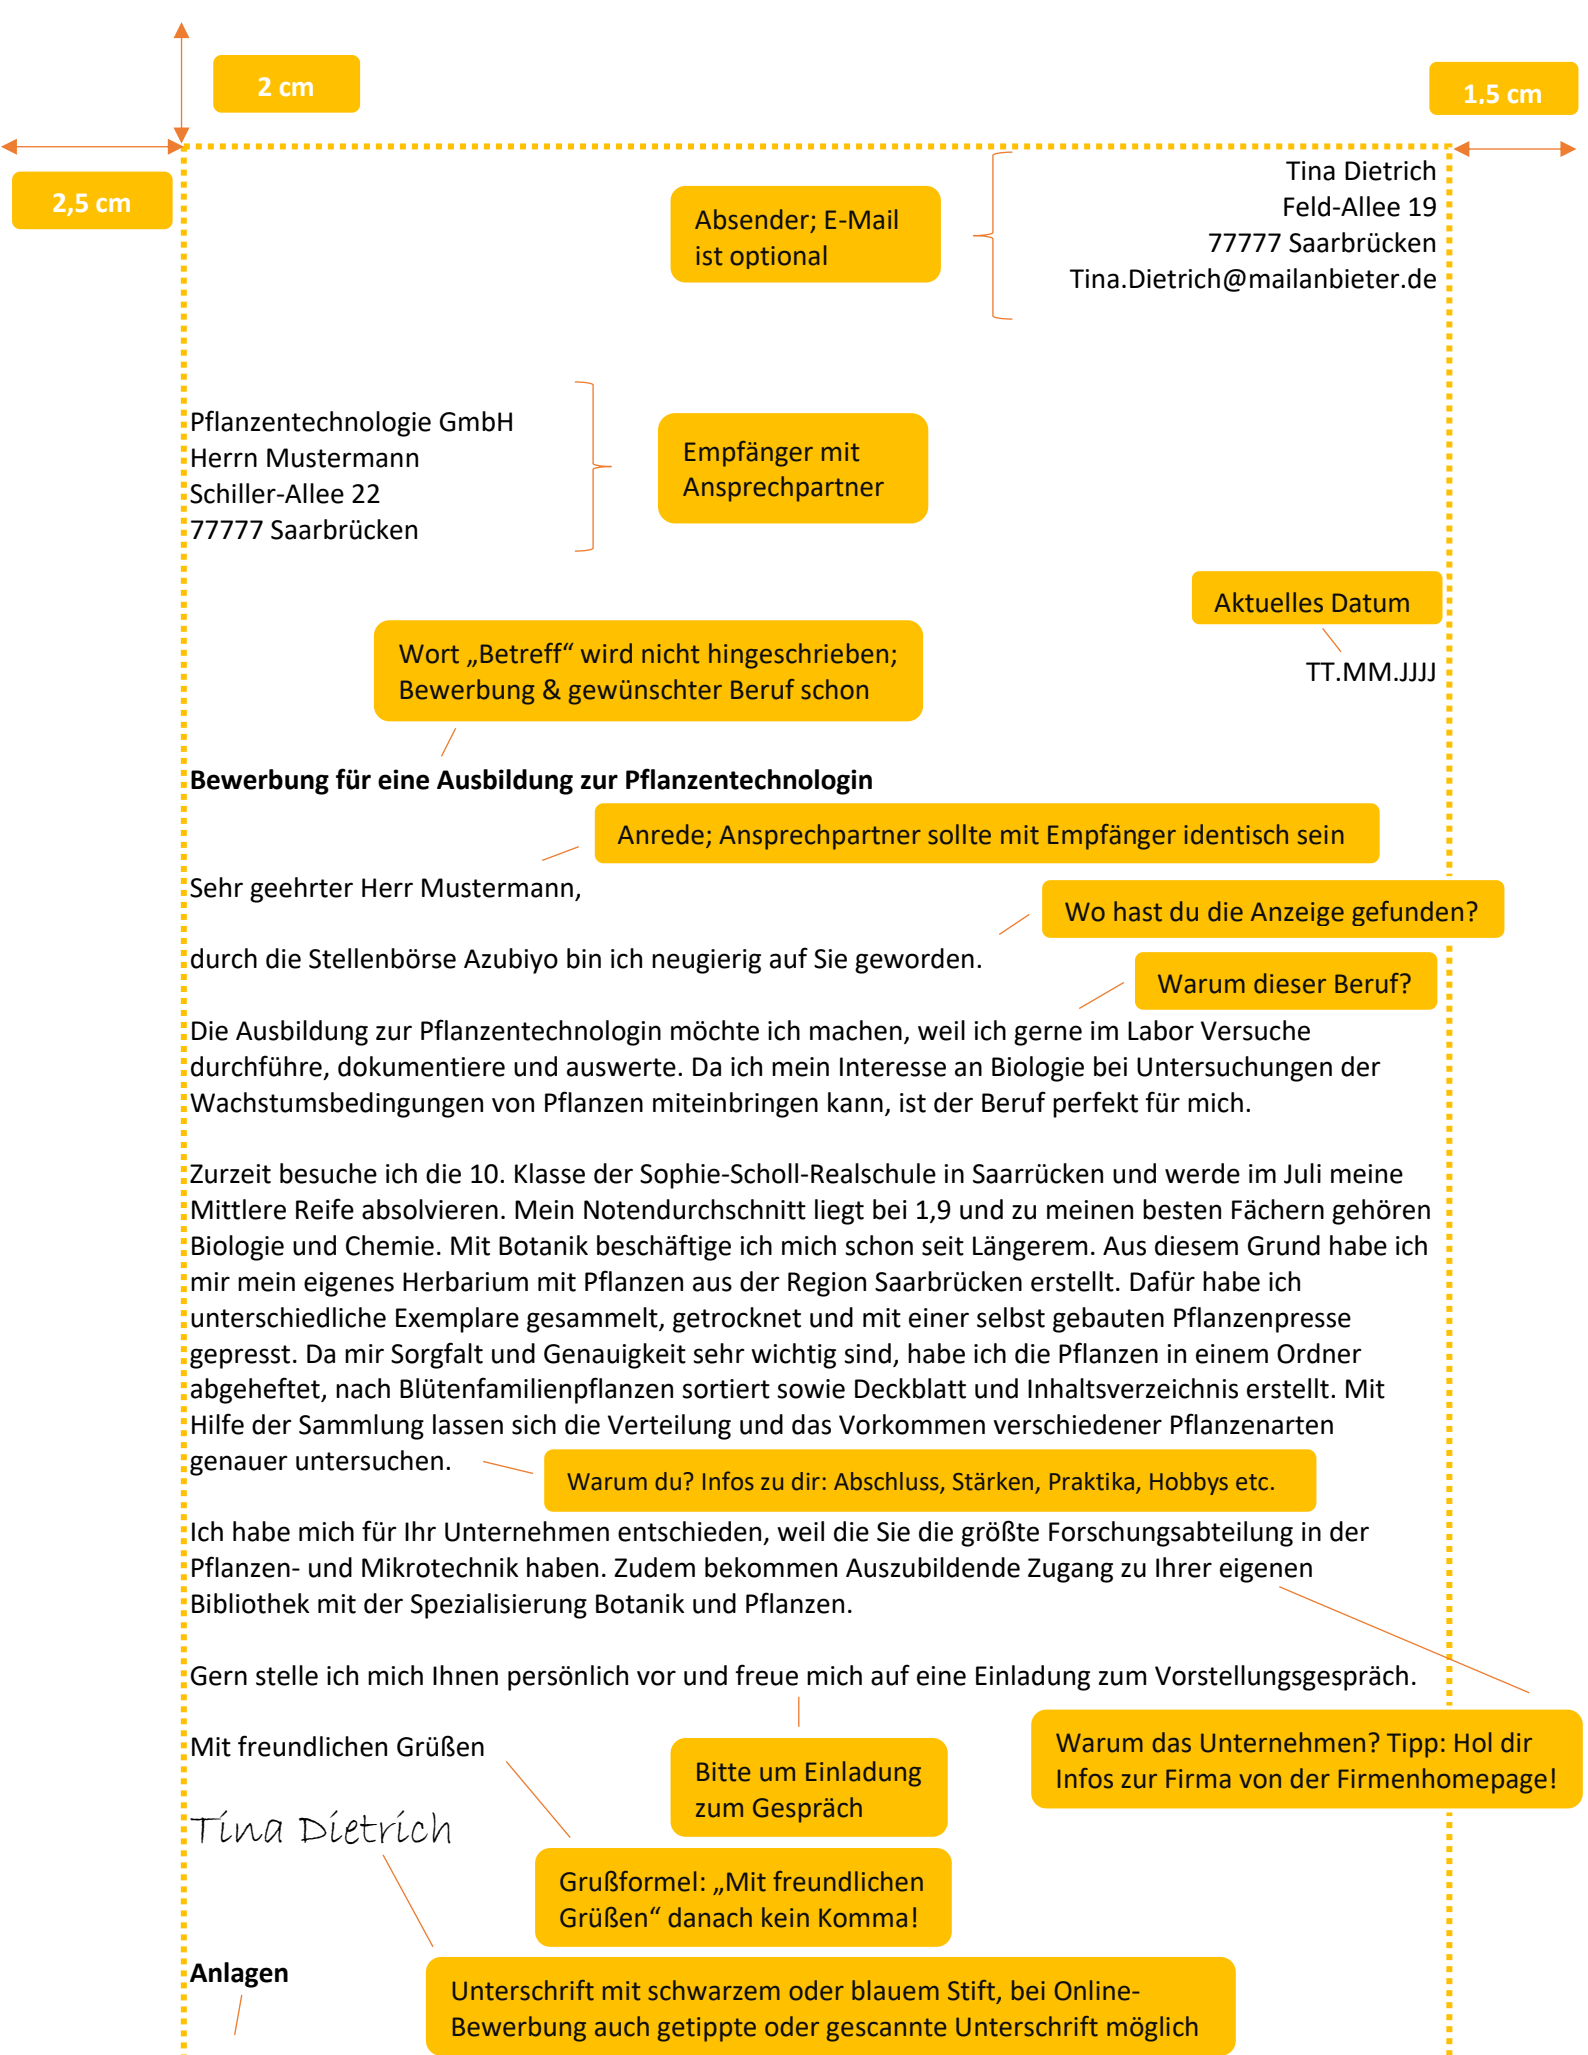 2 cm
1.5 cm
2,5 cm
Tina Dietrich
Feld-Allee 19
77777 Saarbrücken
Tina.Dietrich@mailanbieter.de
Absender; E-Mail
ist optional
Pflanzentechnologie GmbH
Herrn Mustermann
Schiller-Allee 22
77777 Saarbrücken
Empfänger mit
Ansprechpartner
Aktuelles Datum
TT.MM.JJJJ
Wort „Betreff“ wird nicht hingeschrieben;
Bewerbung & gewünschter Beruf schon
Bewerbung für eine Ausbildung zur Pflanzentechnologin
Anrede; Ansprechpartner sollte mit Empfänger identisch sein
Sehr geehrter Herr Mustermann,
Wo hast du die Anzeige gefunden?
durch die Stellenbörse Azubiyo bin ich neugierig auf Sie geworden.
Warum dieser Beruf?
Die Ausbildung zur Pflanzentechnologin möchte ich machen, weil ich gerne im Labor Versuche
durchführe, dokumentiere und auswerte. Da ich mein Interesse an Biologie bei Untersuchungen der
Wachstumsbedingungen von Pflanzen miteinbringen kann, ist der Beruf perfekt für mich.
Zurzeit besuche ich die 10. Klasse der Sophie-Scholl-Realschule in Saarrücken und werde im Juli meine
Mittlere Reife absolvieren. Mein Notendurchschnitt liegt bei 1,9 und zu meinen besten Fächern gehören
Biologie und Chemie. Mit Botanik beschäftige ich mich schon seit Längerem. Aus diesem Grund habe ich
mir mein eigenes Herbarium mit Pflanzen aus der Region Saarbrücken erstellt. Dafür habe ich
unterschiedliche Exemplare gesammelt, getrocknet und mit einer selbst gebauten Pflanzenpresse
gepresst. Da mir Sorgfalt und Genauigkeit sehr wichtig sind, habe ich die Pflanzen in einem Ordner
abgeheftet, nach Blütenfamilienpflanzen sortiert sowie Deckblatt und Inhaltsverzeichnis erstellt. Mit
Hilfe der Sammlung lassen sich die Verteilung und das Vorkommen verschiedener Pflanzenarten
genauer untersuchen.
Warum du? Infos zu dir: Abschluss, Stärken, Praktika, Hobbys etc.
Ich habe mich für Ihr Unternehmen entschieden, weil die Sie die größte Forschungsabteilung in der
Pflanzen- und Mikrotechnik haben. Zudem bekommen Auszubildende Zugang zu Ihrer eigenen
Bibliothek mit der Spezialisierung Botanik und Pflanzen.
Gern stelle ich mich Ihnen persönlich vor und freue mich auf eine Einladung zum Vorstellungsgespräch.
Mit freundlichen Grüßen
Warum das Unternehmen? Tipp: Hol dir
Infos zur Firma von der Firmenhomepage!
Bitte um Einladung
zum Gespräch
Tina Dietrich
Grußformel: „Mit freundlichen
Grüßen“ danach kein Komma!
Anlagen
Unterschrift mit schwarzem oder blauem Stift, bei Online-
Bewerbung auch getippte oder gescannte Unterschrift möglich